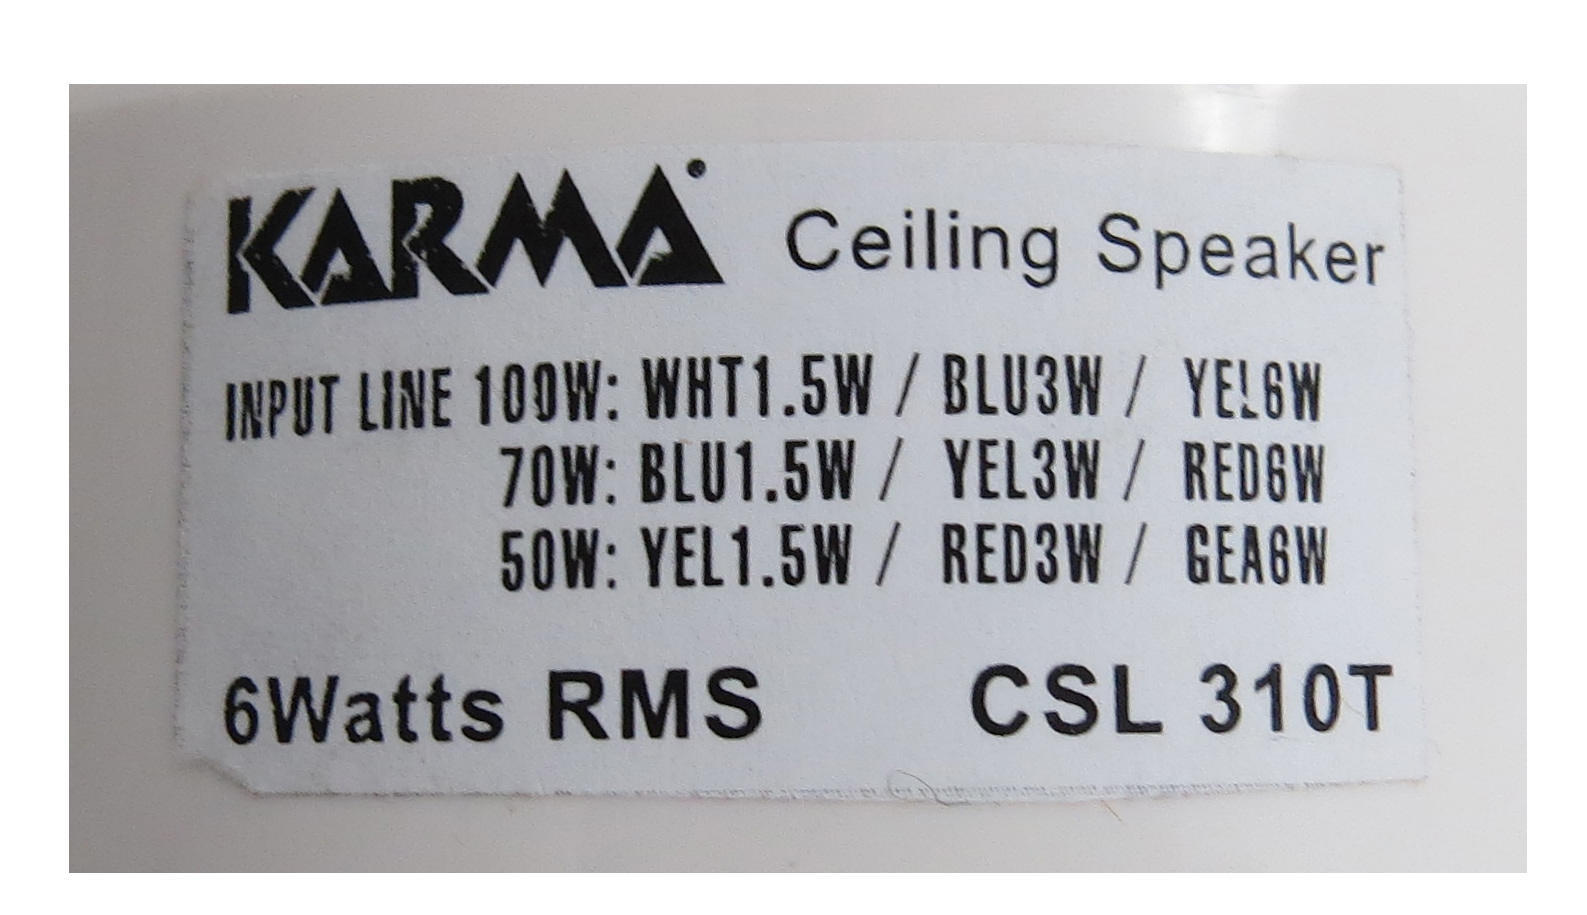 KARMA Ceiling Speaker
INPUT LINE 100W: WHT1.5W / BLU3W / YEL6W
70W: BLU1.5W / YEL3W / RED6W
50W: YEL1.5W / RED3W / GEA6W
6Watts RMS CSL 310T